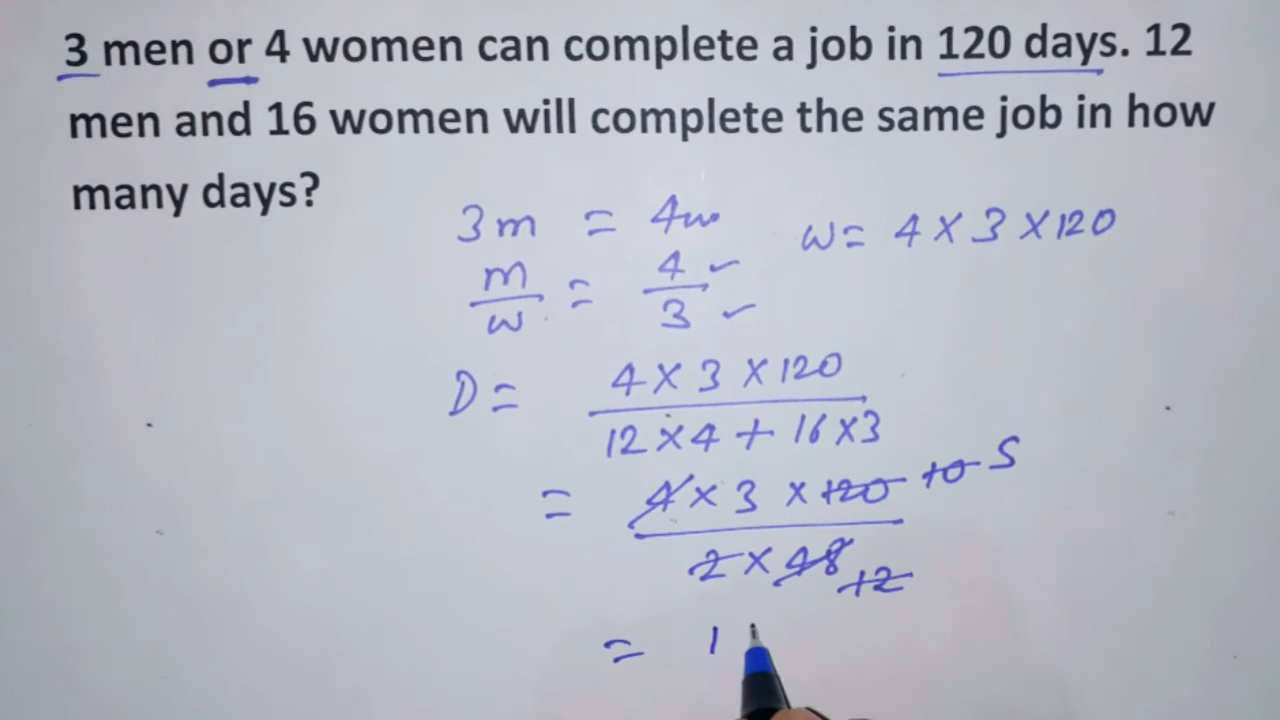 3 men or 4 women can complete a job in 120 days. 12
men and 16 women will complete the same job in how
many days?
3m = 4w W= 4 X 3 X 120
m/w = 4/3
D = 4 X 3 X 120 / 12 X 4 + 16 X 3
= 4 X 3 X 120 10 5 / 2 X 48 12
= 1